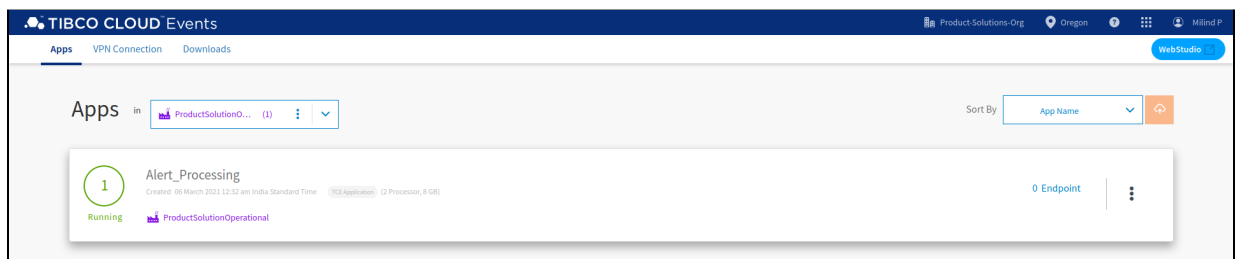 TIBCO CLOUD™ Events Product-Solutions-Org Oregon ? Milind P
Apps VPN Connection Downloads WebStudio
Apps in ProductSolutionO... (1) Sort By App Name
1 Alert_Processing
Created 06 March 2021 12:32 am India Standard Time TCE Application (2 Processor, 8 GB) 0 Endpoint
Running ProductSolutionOperational